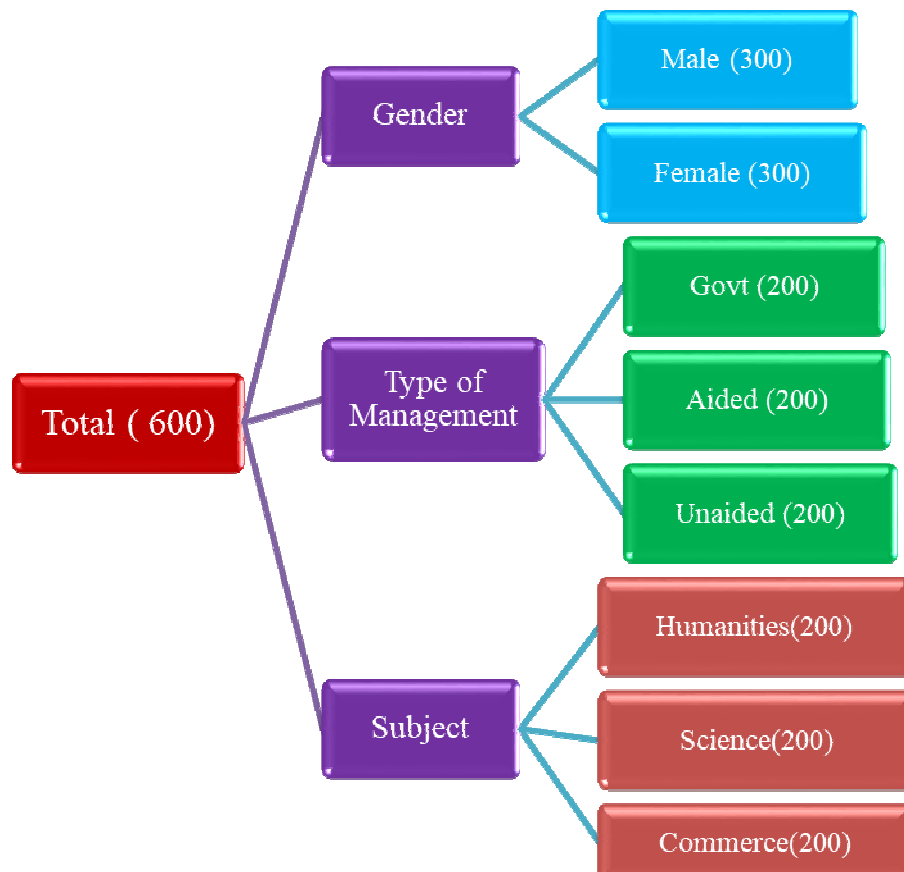 Total ( 600)
Gender
Male (300)
Female (300)
Type of
Management
Govt (200)
Aided (200)
Unaided (200)
Subject
Humanities(200)
Science(200)
Commerce(200)